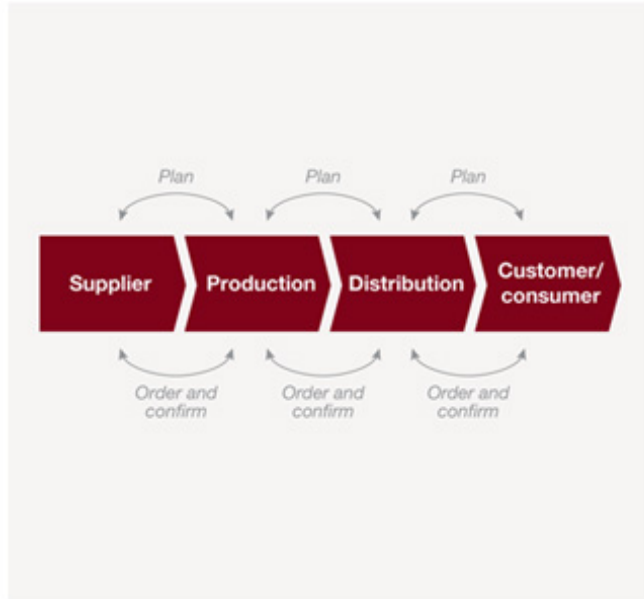 Plan
Plan
Plan
Supplier
Production
Distribution
Customer/
consumer
Order and
confirm
Order and
confirm
Order and
confirm